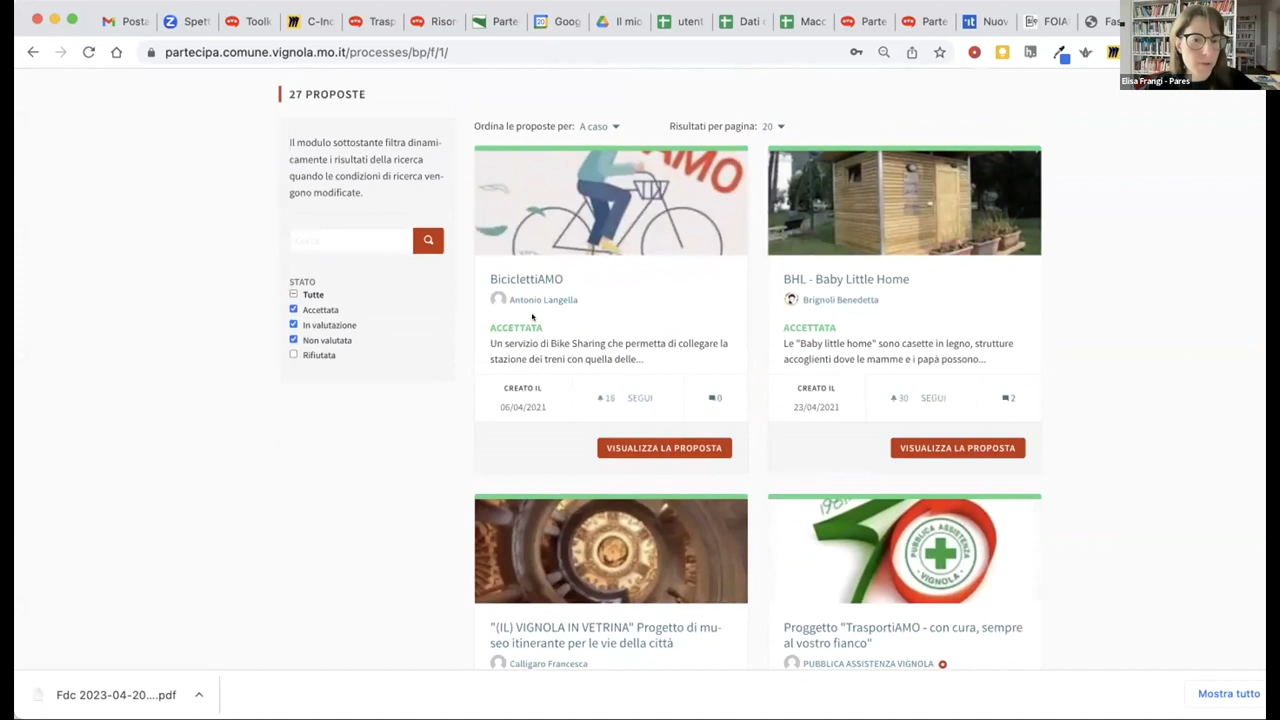 Posta
Spett
Toolk
C-Inc
Trasp
Risor
Parte
Goog
Il mio
utent
Dati c
Macc
Parte
Parte
Nuov
FOIA
Fas
partecipa.comune.vignola.mo.it/processes/bp/f/1/
Elisa Frangi - Pares
27 PROPOSTE
Il modulo sottostante filtra dinami-
camente i risultati della ricerca
quando le condizioni di ricerca ven-
gono modificate.
Cerca
STATO
Tutte
Accettata
In valutazione
Non valutata
Rifiutata
Ordina le proposte per: A caso
Risultati per pagina: 20
AMO
BiciclettiAMO
Antonio Langella
ACCETTATA
Un servizio di Bike Sharing che permetta di collegare la
stazione dei treni con quella delle...
CREATO IL
06/04/2021
18 SEGUI
0
VISUALIZZA LA PROPOSTA
BHL - Baby Little Home
Brignoli Benedetta
ACCETTATA
Le "Baby little home" sono casette in legno, strutture
accoglienti dove le mamme e i papà possono...
CREATO IL
23/04/2021
30 SEGUI
2
VISUALIZZA LA PROPOSTA
"(IL) VIGNOLA IN VETRINA" Progetto di mu-
seo itinerante per le vie della città
Calligaro Francesca
PUBBLICA ASSISTENZA
VIGNOLA
Proggetto "TrasportiAMO - con cura, sempre
al vostro fianco"
PUBBLICA ASSISTENZA VIGNOLA
Fdc 2023-04-20....pdf
Mostra tutto